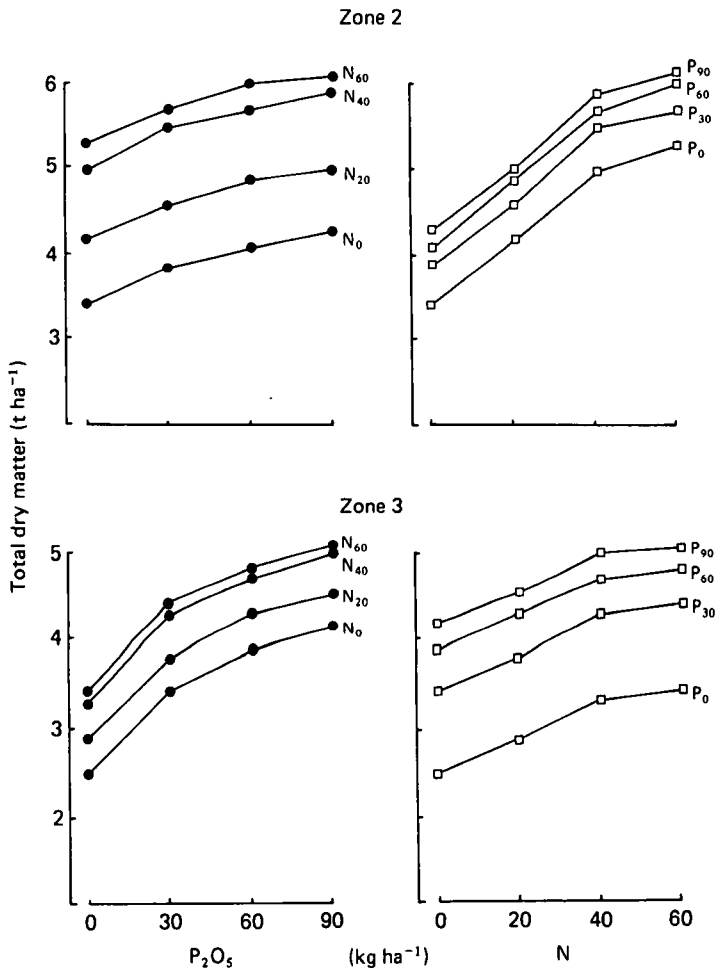 Zone 2
Total dry matter (t ha⁻¹)
6
5
4
3
N₆₀
N₄₀
N₂₀
N₀
P₉₀
P₆₀
P₃₀
P₀
Zone 3
5
4
3
2
N₆₀
N₄₀
N₂₀
N₀
P₉₀
P₆₀
P₃₀
P₀
0 30 60 90 0 20 40 60
P₂O₅ (kg ha⁻¹) N